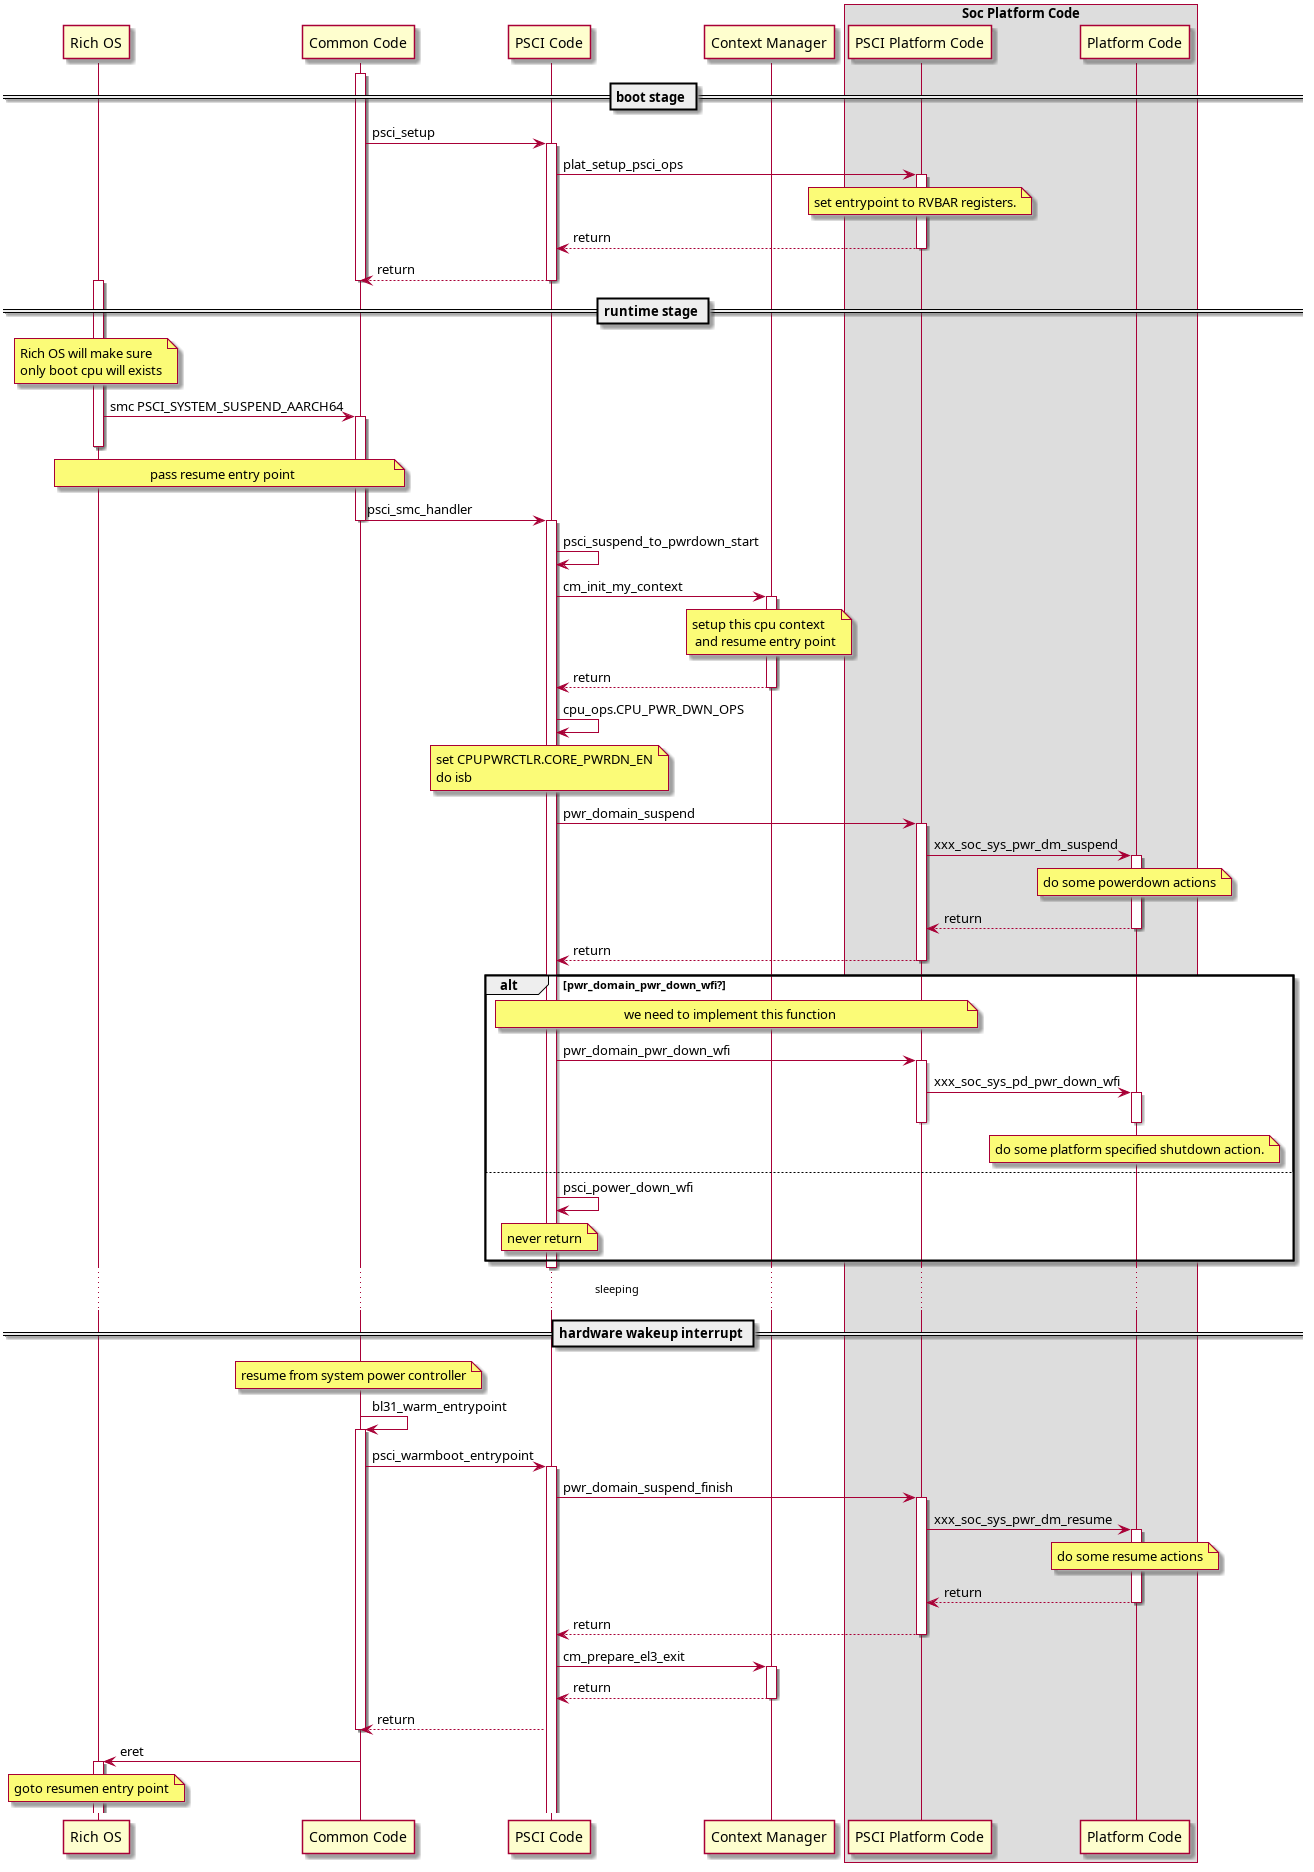 Soc Platform Code
Rich OS
Common Code
PSCI Code
Context Manager
PSCI Platform Code
Platform Code
boot stage
psci_setup
plat_setup_psci_ops
set entrypoint to RVBAR registers.
return
return
runtime stage
Rich OS will make sure
only boot cpu will exists
smc PSCI_SYSTEM_SUSPEND_AARCH64
pass resume entry point
psci_smc_handler
psci_suspend_to_pwrdown_start
cm_init_my_context
setup this cpu context
and resume entry point
return
cpu_ops.CPU_PWR_DWN_OPS
set CPUPWRCTLR.CORE_PWRDN_EN
do isb
pwr_domain_suspend
xxx_soc_sys_pwr_dm_suspend
do some powerdown actions
return
return
alt
[pwr_domain_pwr_down_wfi?]
we need to implement this function
pwr_domain_pwr_down_wfi
xxx_soc_sys_pd_pwr_down_wfi
do some platform specified shutdown action.
psci_power_down_wfi
never return
sleeping
hardware wakeup interrupt
resume from system power controller
bl31_warm_entrypoint
psci_warmboot_entrypoint
pwr_domain_suspend_finish
xxx_soc_sys_pwr_dm_resume
do some resume actions
return
return
cm_prepare_el3_exit
return
return
eret
goto resumen entry point
Rich OS
Common Code
PSCI Code
Context Manager
PSCI Platform Code
Platform Code